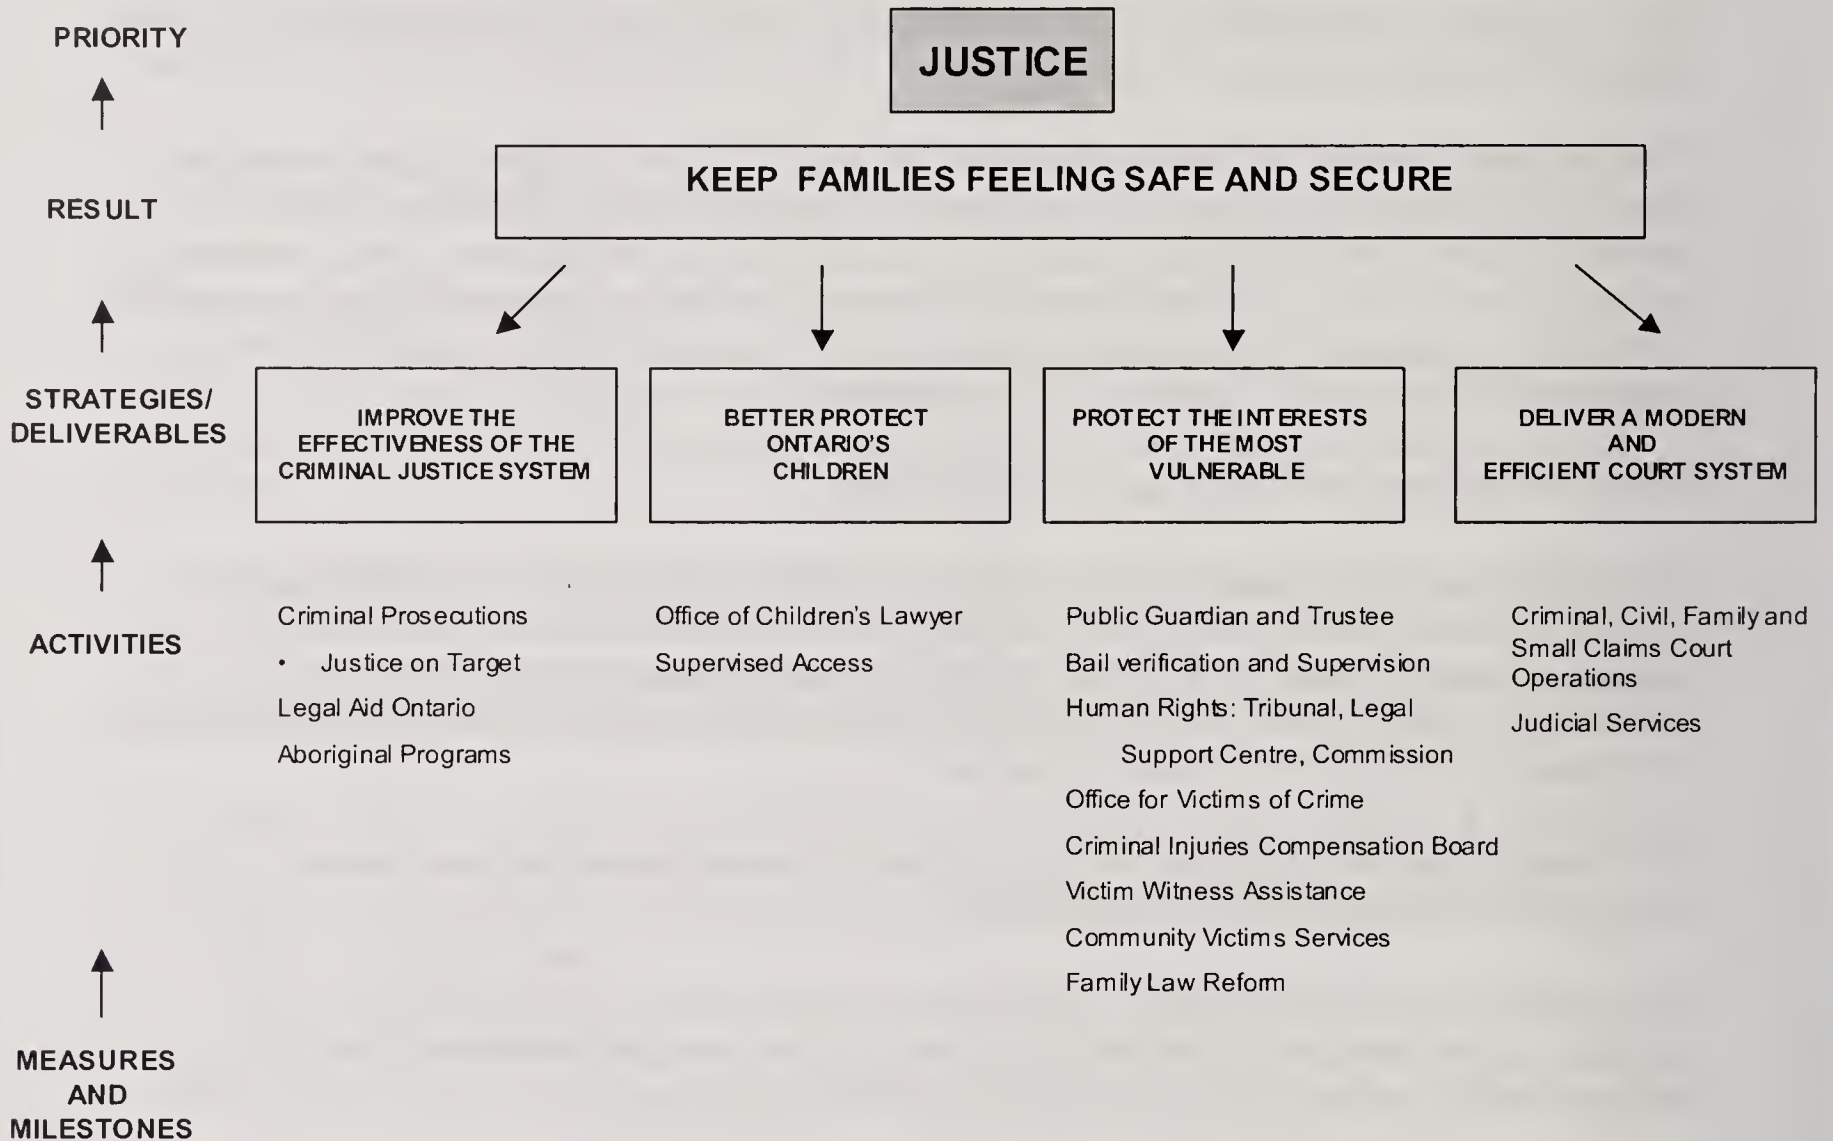 PRIORITY
JUSTICE
RESULT
KEEP FAMILIES FEELING SAFE AND SECURE
STRATEGIES/
DELIVERABLES
IMPROVE THE
EFFECTIVENESS OF THE
CRIMINAL JUSTICE SYSTEM
BETTER PROTECT
ONTARIO'S
CHILDREN
PROTECT THE INTERESTS
OF THE MOST
VULNERABLE
DELIVER A MODERN
AND
EFFICIENT COURT SYSTEM
ACTIVITIES
Criminal Prosecutions
• Justice on Target
Legal Aid Ontario
Aboriginal Programs
Office of Children's Lawyer
Supervised Access
Public Guardian and Trustee
Bail verification and Supervision
Human Rights: Tribunal, Legal
Support Centre, Commission
Office for Victims of Crime
Criminal Injuries Compensation Board
Victim Witness Assistance
Community Victims Services
Family Law Reform
Criminal, Civil, Family and
Small Claims Court
Operations
Judicial Services
MEASURES
AND
MILESTONES